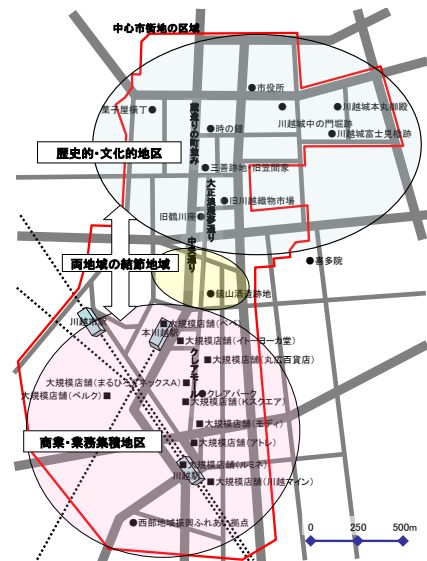 中心市街地の区域
●市役所
菓子屋横丁●
蔵造りの町並み
●川越城本丸御殿
●時の鐘
川越城中の門堀跡
●川越城富士見櫓跡
歴史的・文化的地区
●三善跡地・旧笠間家
大正浪漫夢通り
●旧川越織物市場
旧鶴川座●
中央通り
両地域の結節地域
●喜多院
●鏡山酒造跡地
川越市駅
本川越駅
■大規模店舗(ペペ)
■大規模店舗(イトーヨーカ堂)
クレアモール
■大規模店舗(丸広百貨店)
大規模店舗(まるひろアネックスA)■
大規模店舗(ベルク)■
●クレアパーク
■大規模店舗(Kスクエア)
■大規模店舗(モディ)
商業・業務集積地区
■大規模店舗(アトレ)
■大規模店舗(ルミネ)
川越駅
■大規模店舗(川越マイン)
●西部地域振興ふれあい拠点
0 250 500m